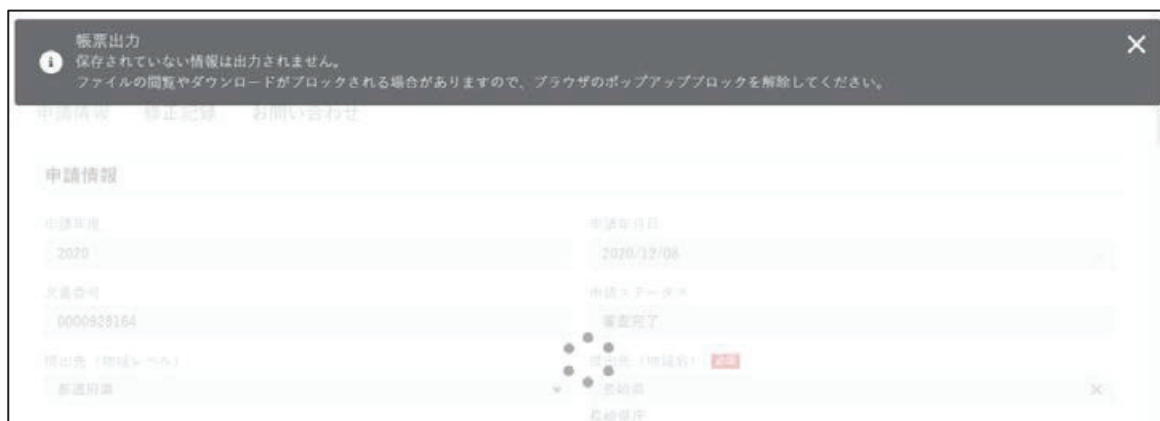 帳票出力
保存されていない情報は出力されません。
ファイルの閲覧やダウンロードがブロックされる場合がありますので、ブラウザのポップアップブロックを解除してください。
申請情報 修正記録 お問い合わせ
申請情報
申請年度 申請年月日
2020 2020/12/08
文書番号 申請ステータス
0000928164 審査完了
提出先（地域レベル） 提出先（地域名） 必須
都道府県 長崎県
長崎県庁